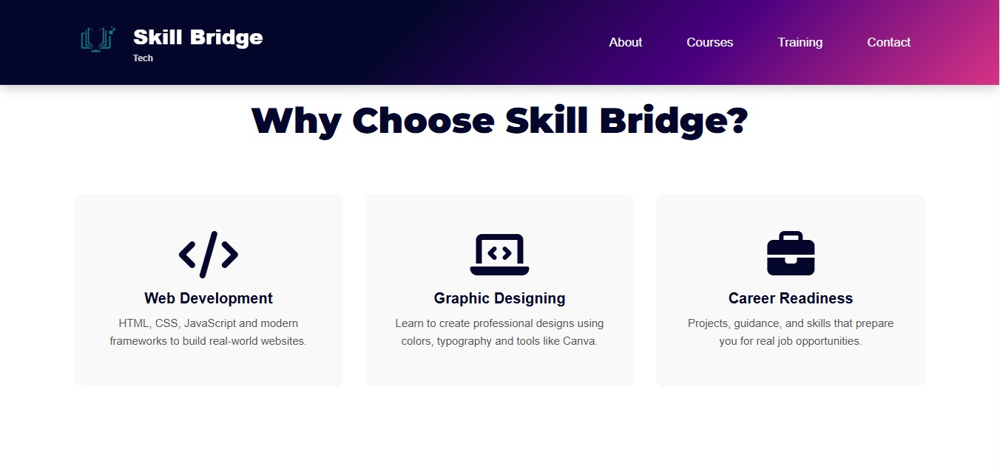 Skill Bridge
Tech
About Courses Training Contact
Why Choose Skill Bridge?
Web Development
HTML, CSS, JavaScript and modern
frameworks to build real-world websites.
Graphic Designing
Learn to create professional designs using
colors, typography and tools like Canva.
Career Readiness
Projects, guidance, and skills that prepare
you for real job opportunities.